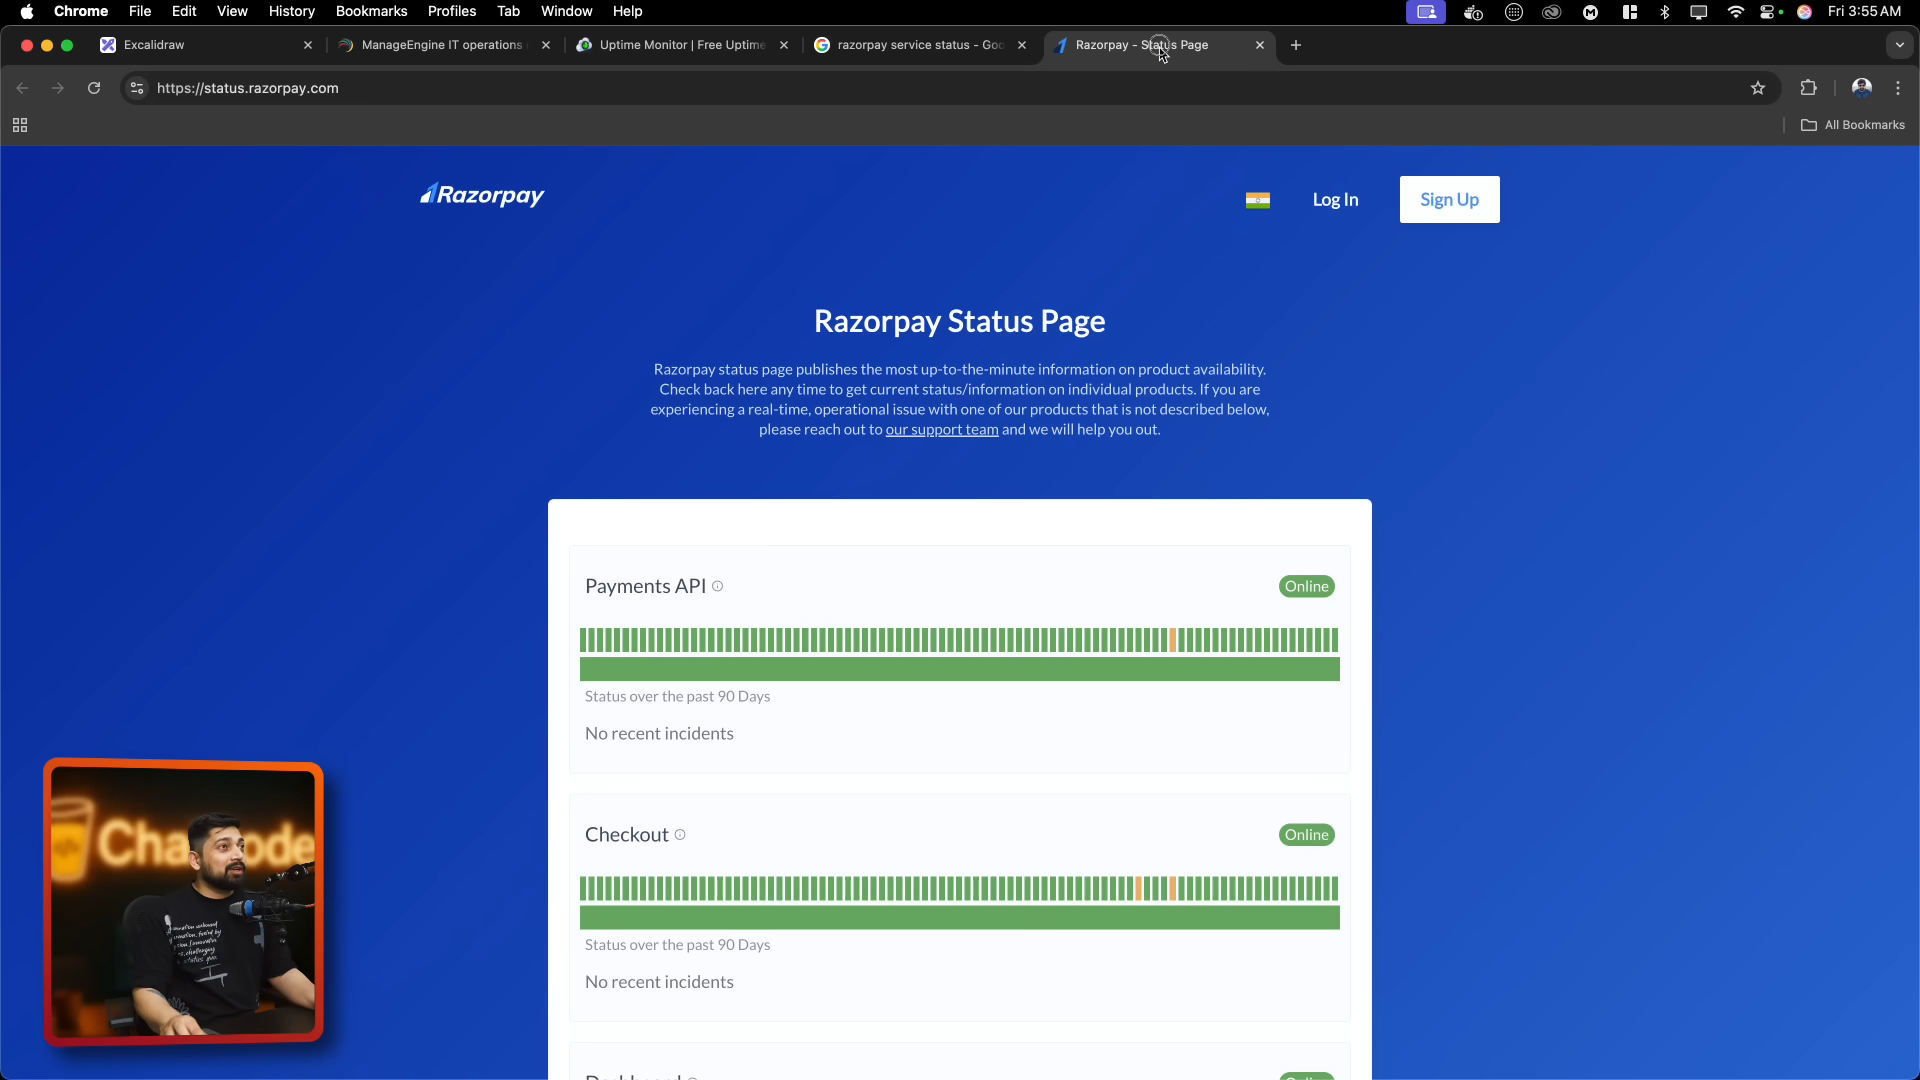 Chrome File Edit View History Bookmarks Profiles Tab Window Help Fri 3:55 AM
Excalidraw ManageEngine IT operations Uptime Monitor | Free Uptime razorpay service status - Goo Razorpay - Status Page
https://status.razorpay.com
All Bookmarks
Razorpay Log In Sign Up
Razorpay Status Page
Razorpay status page publishes the most up-to-the-minute information on product availability.
Check back here any time to get current status/information on individual products. If you are
experiencing a real-time, operational issue with one of our products that is not described below,
please reach out to our support team and we will help you out.
Payments API Online
Status over the past 90 Days
No recent incidents
Checkout Online
Status over the past 90 Days
No recent incidents